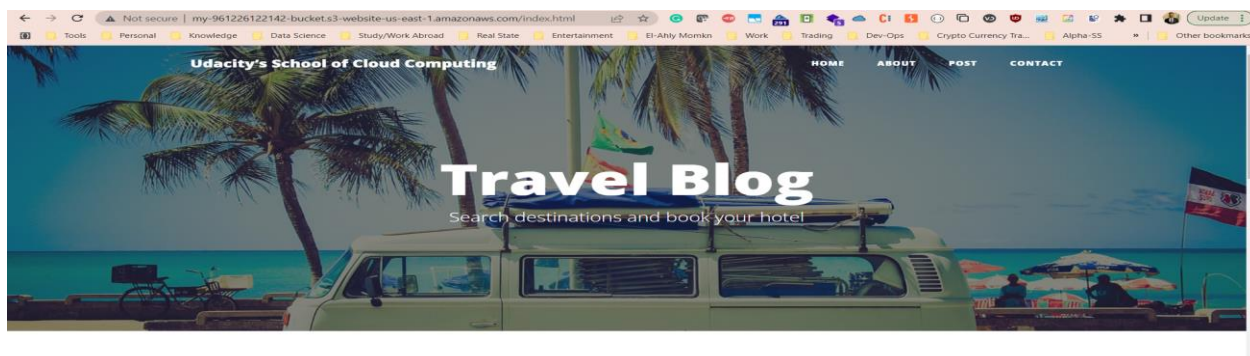 Not secure | my-961226122142-bucket.s3-website-us-east-1.amazonaws.com/index.html
291
Update
Tools Personal Knowledge Data Science Study/Work Abroad Real State Entertainment El-Ahly Momkn Work Trading Dev-Ops Crypto Currency Tra... Alpha-S5 » Other bookmarks
Udacity's School of Cloud Computing
HOME ABOUT POST CONTACT
Travel Blog
Search destinations and book your hotel